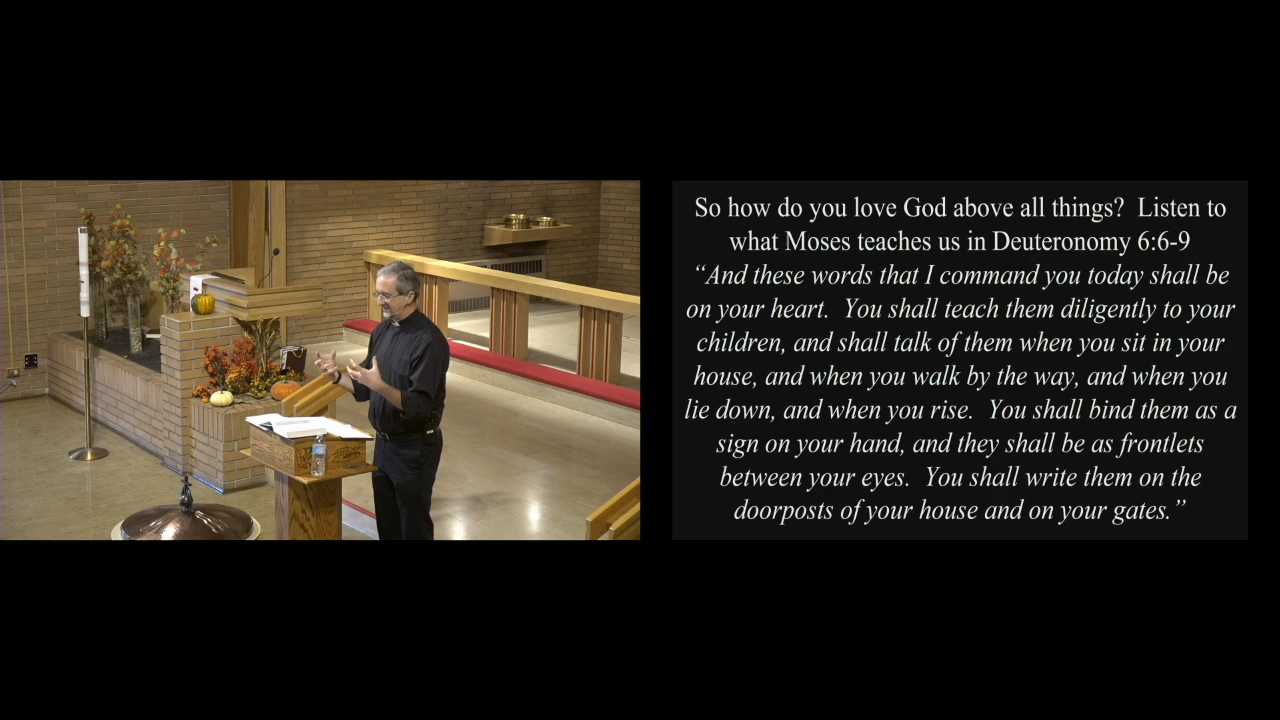 So how do you love God above all things?  Listen to
what Moses teaches us in Deuteronomy 6:6-9
“And these words that I command you today shall be
on your heart.  You shall teach them diligently to your
children, and shall talk of them when you sit in your
house, and when you walk by the way, and when you
lie down, and when you rise.  You shall bind them as a
sign on your hand, and they shall be as frontlets
between your eyes.  You shall write them on the
doorposts of your house and on your gates.”